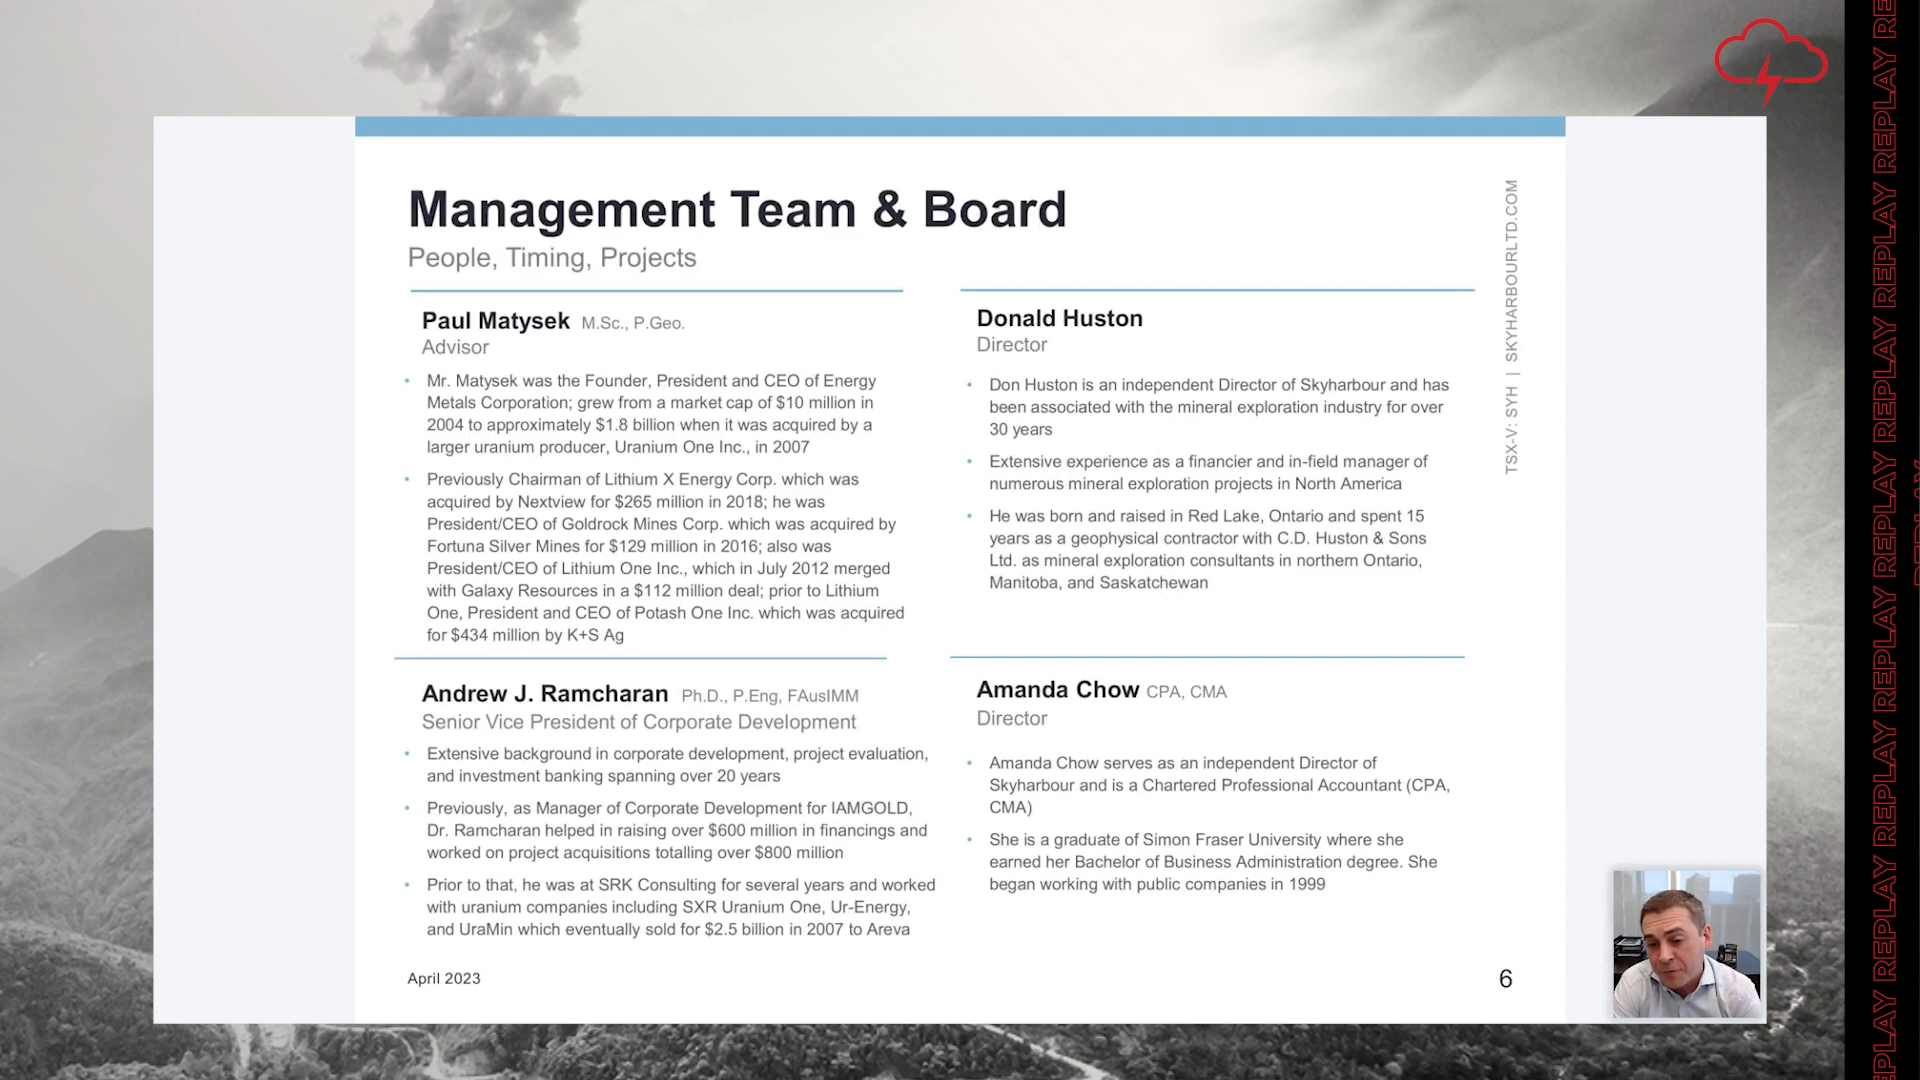 Management Team & Board
People, Timing, Projects
Paul Matysek M.Sc., P.Geo.
Advisor
• Mr. Matysek was the Founder, President and CEO of Energy
Metals Corporation; grew from a market cap of $10 million in
2004 to approximately $1.8 billion when it was acquired by a
larger uranium producer, Uranium One Inc., in 2007
• Previously Chairman of Lithium X Energy Corp. which was
acquired by Nextview for $265 million in 2018; he was
President/CEO of Goldrock Mines Corp. which was acquired by
Fortuna Silver Mines for $129 million in 2016; also was
President/CEO of Lithium One Inc., which in July 2012 merged
with Galaxy Resources in a $112 million deal; prior to Lithium
One, President and CEO of Potash One Inc. which was acquired
for $434 million by K+S Ag
Donald Huston
Director
• Don Huston is an independent Director of Skyharbour and has
been associated with the mineral exploration industry for over
30 years
• Extensive experience as a financier and in-field manager of
numerous mineral exploration projects in North America
• He was born and raised in Red Lake, Ontario and spent 15
years as a geophysical contractor with C.D. Huston & Sons
Ltd. as mineral exploration consultants in northern Ontario,
Manitoba, and Saskatchewan
Andrew J. Ramcharan Ph.D., P.Eng, FAusIMM
Senior Vice President of Corporate Development
• Extensive background in corporate development, project evaluation,
and investment banking spanning over 20 years
• Previously, as Manager of Corporate Development for IAMGOLD,
Dr. Ramcharan helped in raising over $600 million in financings and
worked on project acquisitions totalling over $800 million
• Prior to that, he was at SRK Consulting for several years and worked
with uranium companies including SXR Uranium One, Ur-Energy,
and UraMin which eventually sold for $2.5 billion in 2007 to Areva
Amanda Chow CPA, CMA
Director
• Amanda Chow serves as an independent Director of
Skyharbour and is a Chartered Professional Accountant (CPA,
CMA)
• She is a graduate of Simon Fraser University where she
earned her Bachelor of Business Administration degree. She
began working with public companies in 1999
April 2023
6
TSX-V: SYH | SKYHARBOURLTD.COM
PLAY REPLAY REPLAY REPLAY REPLAY REPLAY REPLAY REPLAY RE